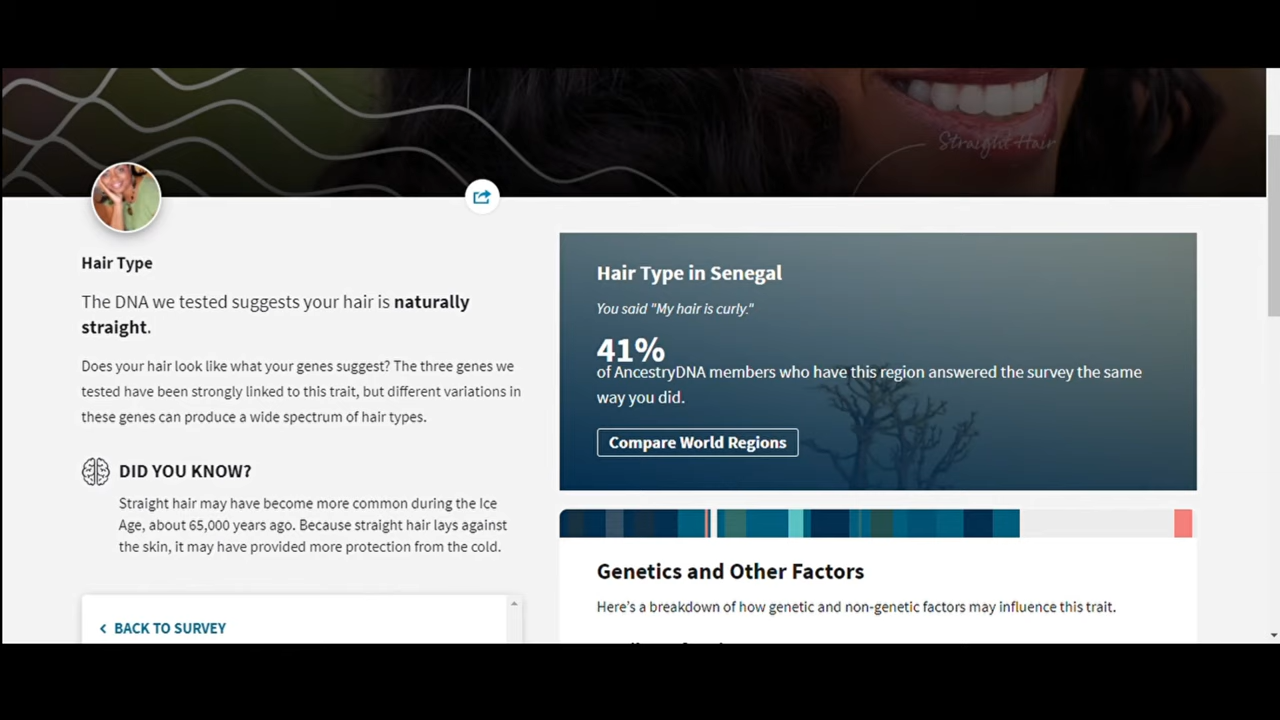 Straight Hair
Hair Type
The DNA we tested suggests your hair is naturally
straight.
Does your hair look like what your genes suggest? The three genes we
tested have been strongly linked to this trait, but different variations in
these genes can produce a wide spectrum of hair types.
DID YOU KNOW?
Straight hair may have become more common during the Ice
Age, about 65,000 years ago. Because straight hair lays against
the skin, it may have provided more protection from the cold.
BACK TO SURVEY
Hair Type in Senegal
You said "My hair is curly."
41%
of AncestryDNA members who have this region answered the survey the same
way you did.
Compare World Regions
Genetics and Other Factors
Here's a breakdown of how genetic and non-genetic factors may influence this trait.